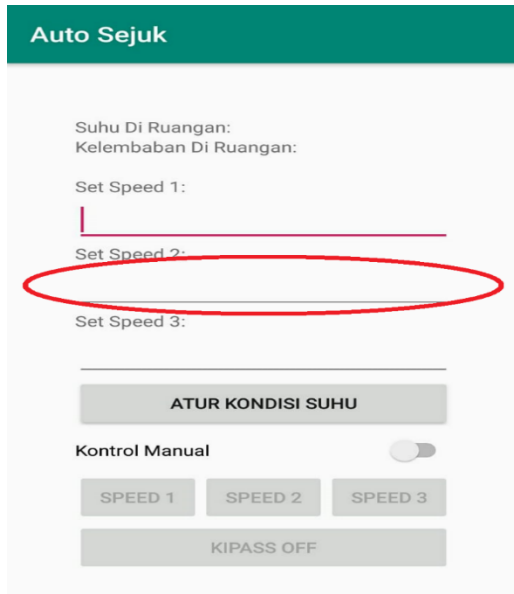 Auto Sejuk
Suhu Di Ruangan:
Kelembaban Di Ruangan:
Set Speed 1:
Set Speed 2:
Set Speed 3:
ATUR KONDISI SUHU
Kontrol Manual
SPEED 1 SPEED 2 SPEED 3
KIPASS OFF